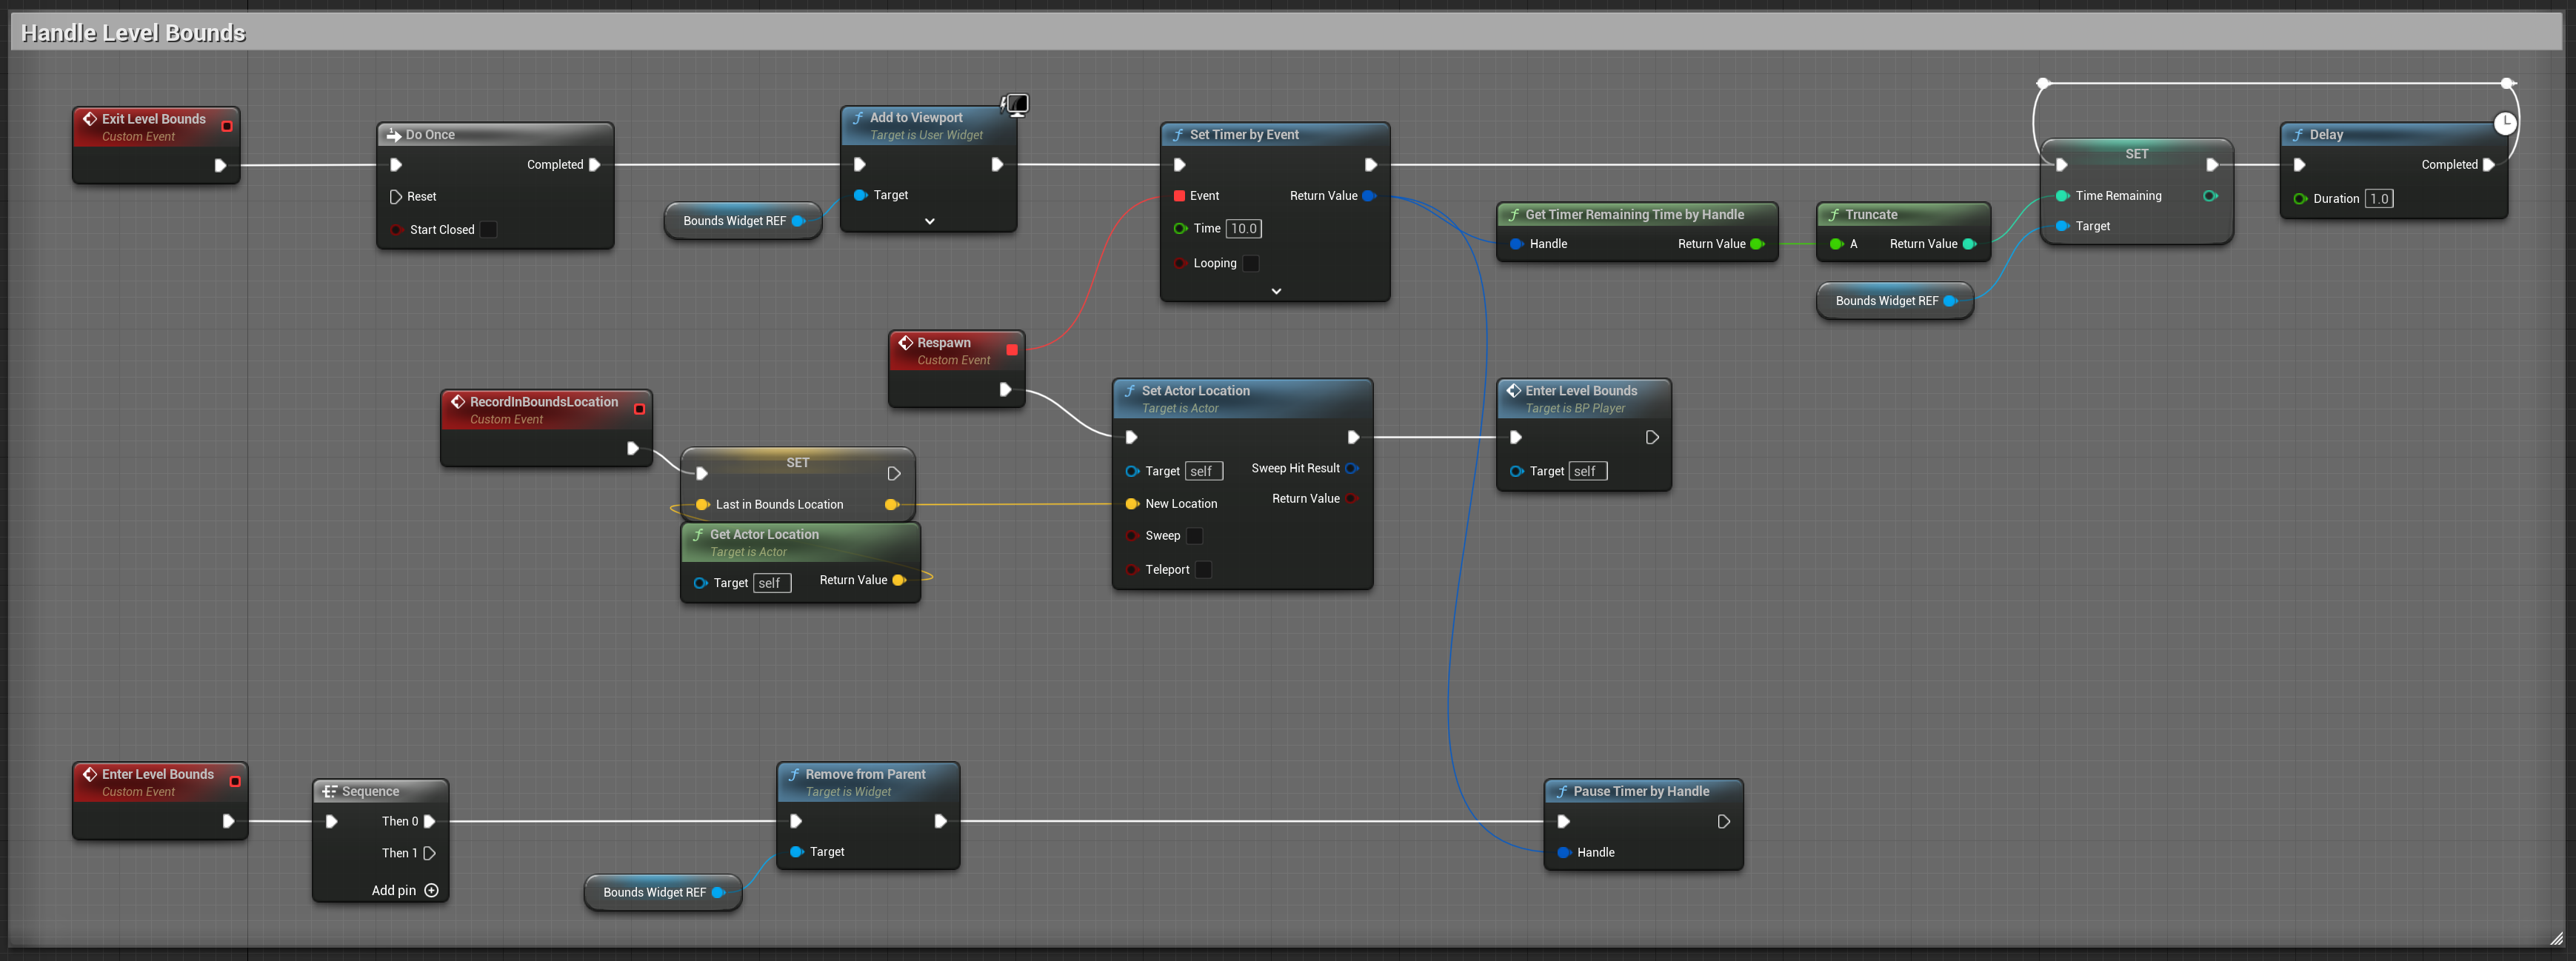 Handle Level Bounds
Exit Level Bounds
Custom Event
Do Once
Completed
Reset
Start Closed
Bounds Widget REF
Add to Viewport
Target is User Widget
Target
Set Timer by Event
Event
Return Value
Time
10.0
Looping
Get Timer Remaining Time by Handle
Handle
Return Value
Truncate
A
Return Value
Bounds Widget REF
SET
Time Remaining
Target
Delay
Completed
Duration
1.0
Respawn
Custom Event
RecordInBoundsLocation
Custom Event
SET
Last in Bounds Location
Get Actor Location
Target is Actor
Target
self
Return Value
Set Actor Location
Target is Actor
Target
self
Sweep Hit Result
Return Value
New Location
Sweep
Teleport
Enter Level Bounds
Target is BP Player
Target
self
Enter Level Bounds
Custom Event
Sequence
Then 0
Then 1
Add pin
Bounds Widget REF
Remove from Parent
Target is Widget
Target
Pause Timer by Handle
Handle